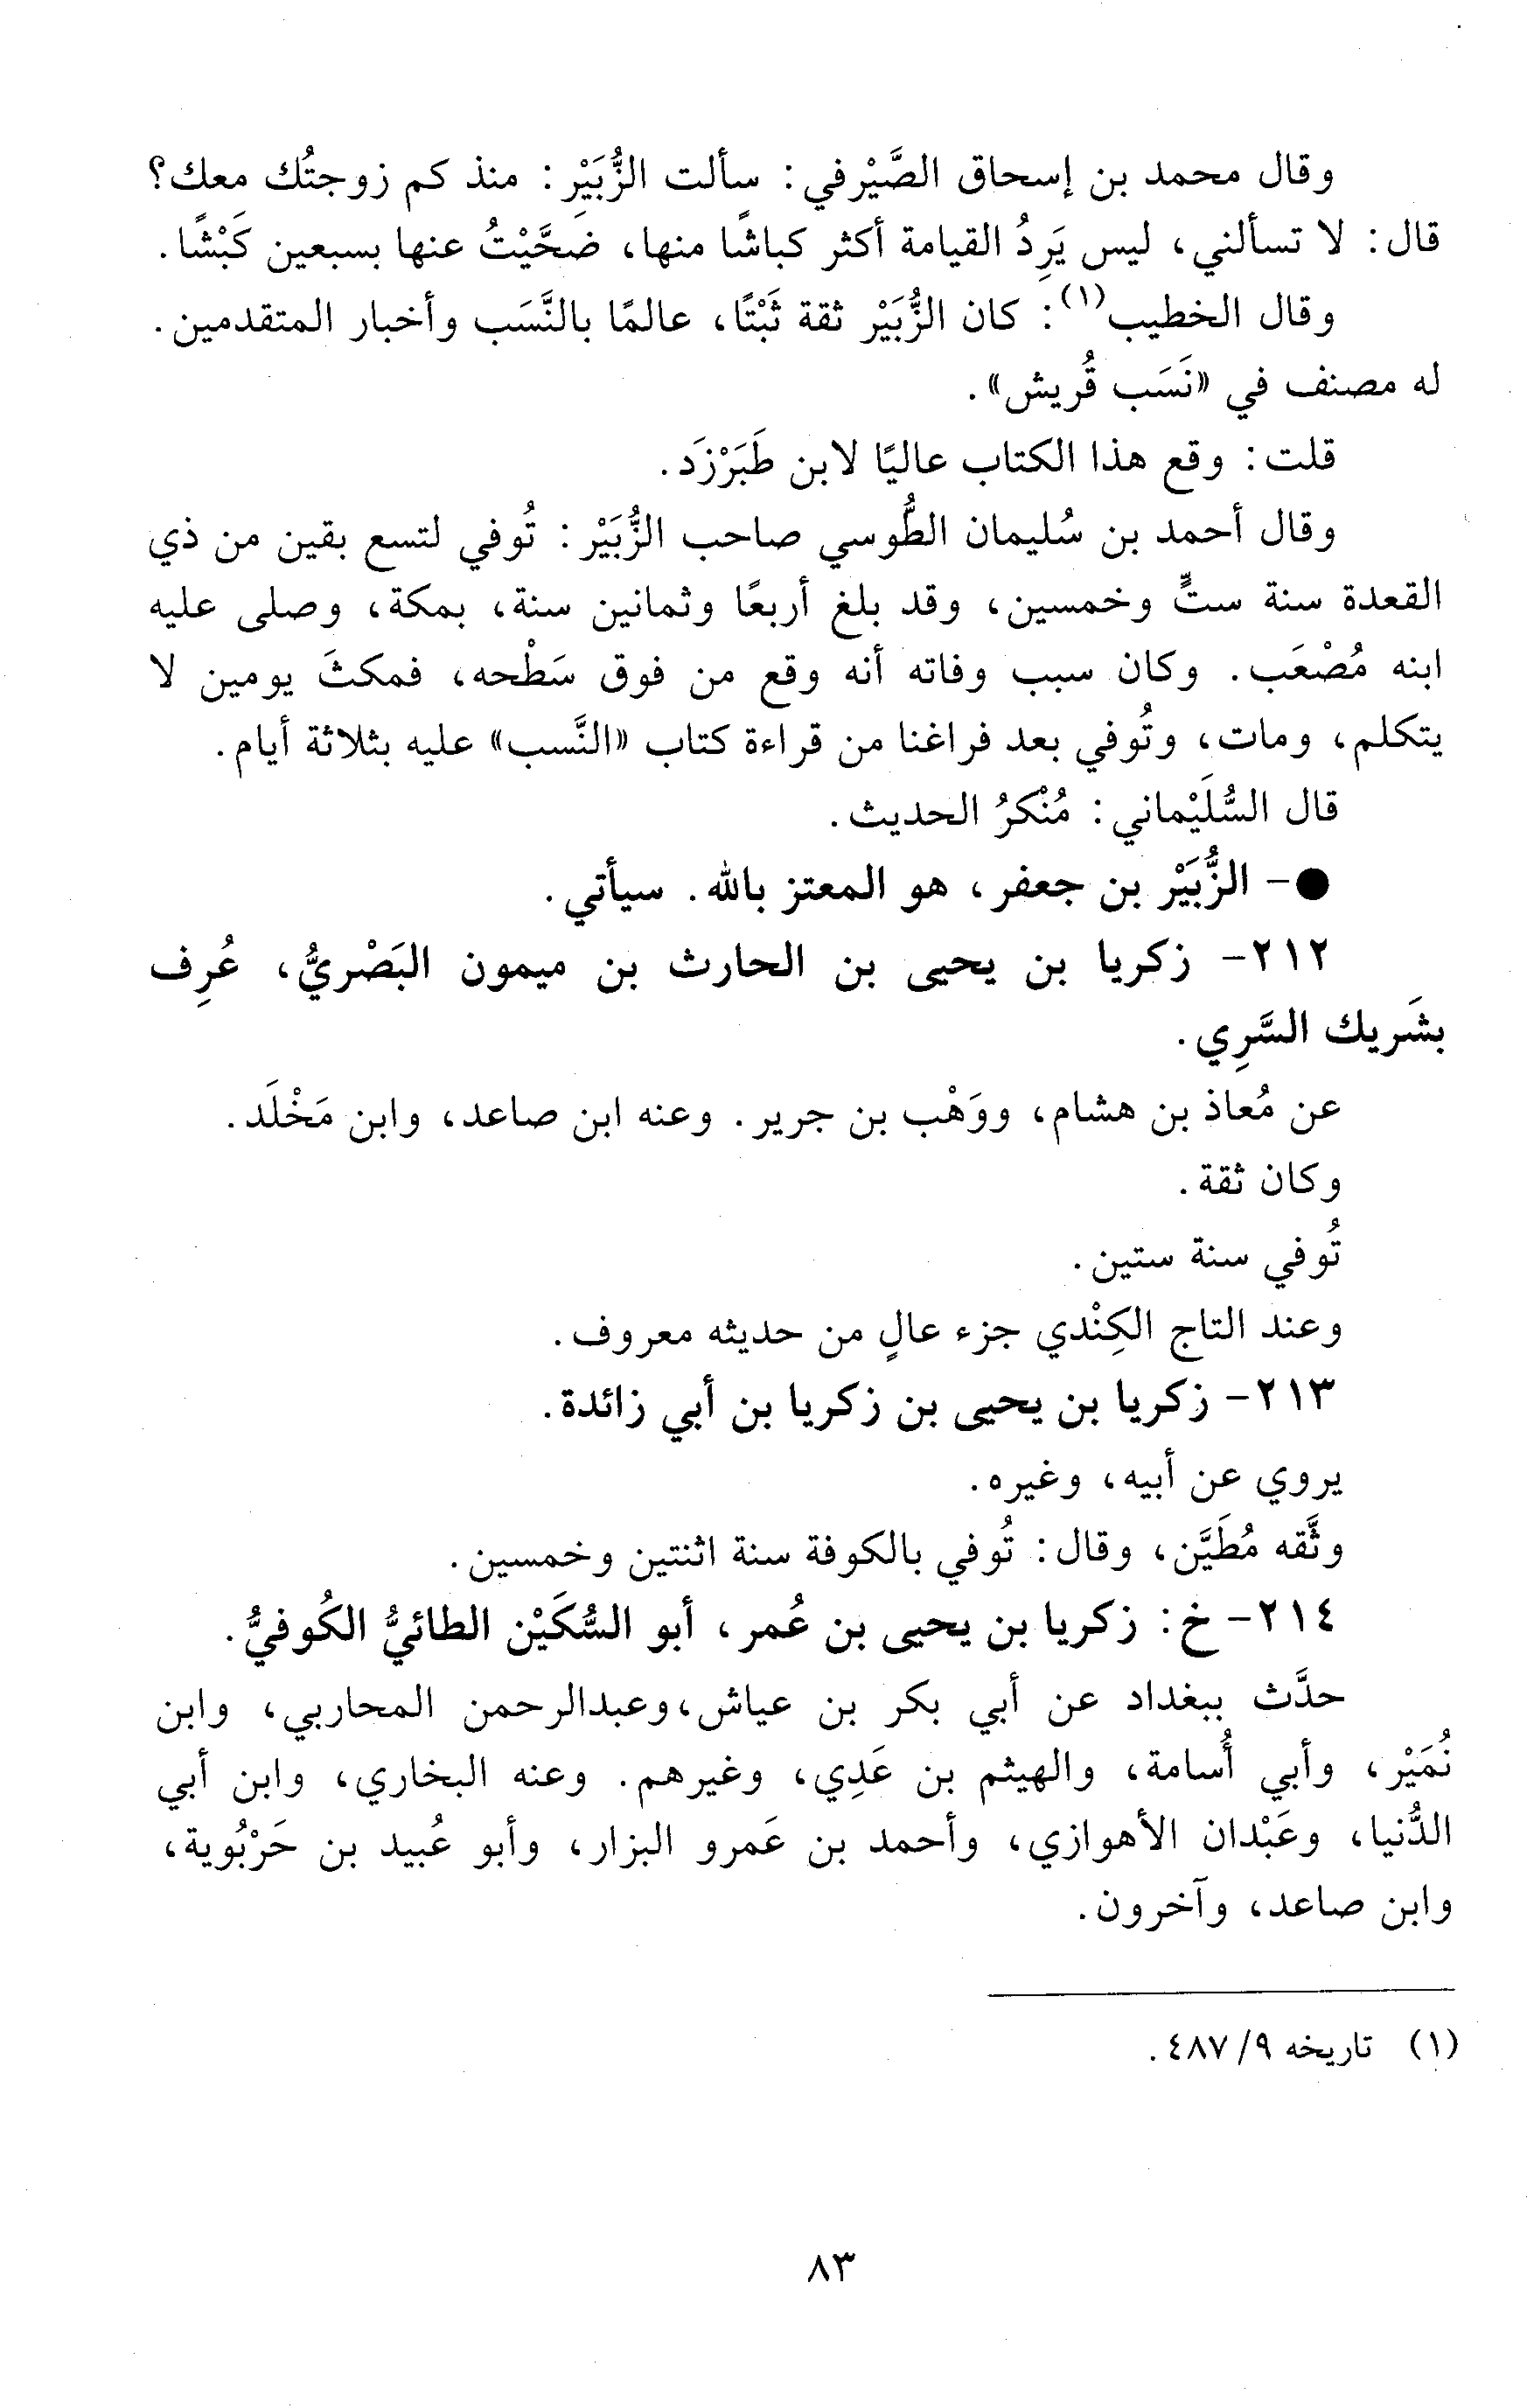 وقال محمد بن إسحاق الصَّيْرفي: سألت الزُّبَيْر: منذ كم زوجتُك معك؟
قال: لا تسألني، ليس يَرِدُ القيامة أكثر كباشًا منها، ضَحَّيْتُ عنها بسبعين كَبْشًا.
وقال الخطيب(١): كان الزُّبَيْر ثقة ثَبْتًا، عالمًا بالنَّسَب وأخبار المتقدمين.
له مصنف في «نَسَب قُريش».
قلت: وقع هذا الكتاب عاليًا لابن طَبَرْزَد.
وقال أحمد بن سُليمان الطُّوسي صاحب الزُّبَيْر: تُوفي لتسع بقين من ذي
القعدة سنة ستٍّ وخمسين، وقد بلغ أربعًا وثمانين سنة، بمكة، وصلى عليه
ابنه مُصْعَب. وكان سبب وفاته أنه وقع من فوق سَطْحه، فمكثَ يومين لا
يتكلم، ومات، وتُوفي بعد فراغنا من قراءة كتاب «النَّسب» عليه بثلاثة أيام.
قال السُّلَيْماني: مُنْكرُ الحديث.
●- الزُّبَيْر بن جعفر، هو المعتز بالله. سيأتي.
٢١٢- زكريا بن يحيى بن الحارث بن ميمون البَصْريُّ، عُرِف
بشَريك السَّرِي.
عن مُعاذ بن هشام، ووَهْب بن جرير. وعنه ابن صاعد، وابن مَخْلَد.
وكان ثقة.
تُوفي سنة ستين.
وعند التاج الكِنْدي جزء عالٍ من حديثه معروف.
٢١٣- زكريا بن يحيى بن زكريا بن أبي زائدة.
يروي عن أبيه، وغيره.
وثَّقه مُطَيَّن، وقال: تُوفي بالكوفة سنة اثنتين وخمسين.
٢١٤- خ: زكريا بن يحيى بن عُمر، أبو السُّكَيْن الطائيُّ الكُوفيُّ.
حدَّث ببغداد عن أبي بكر بن عياش،وعبدالرحمن المحاربي، وابن
نُمَيْر، وأبي أُسامة، والهيثم بن عَدِي، وغيرهم. وعنه البخاري، وابن أبي
الدُّنيا، وعَبْدان الأهوازي، وأحمد بن عَمرو البزار، وأبو عُبيد بن حَرْبُوية،
وابن صاعد، وآخرون.
(١) تاريخه ٩/ ٤٨٧.
٨٣